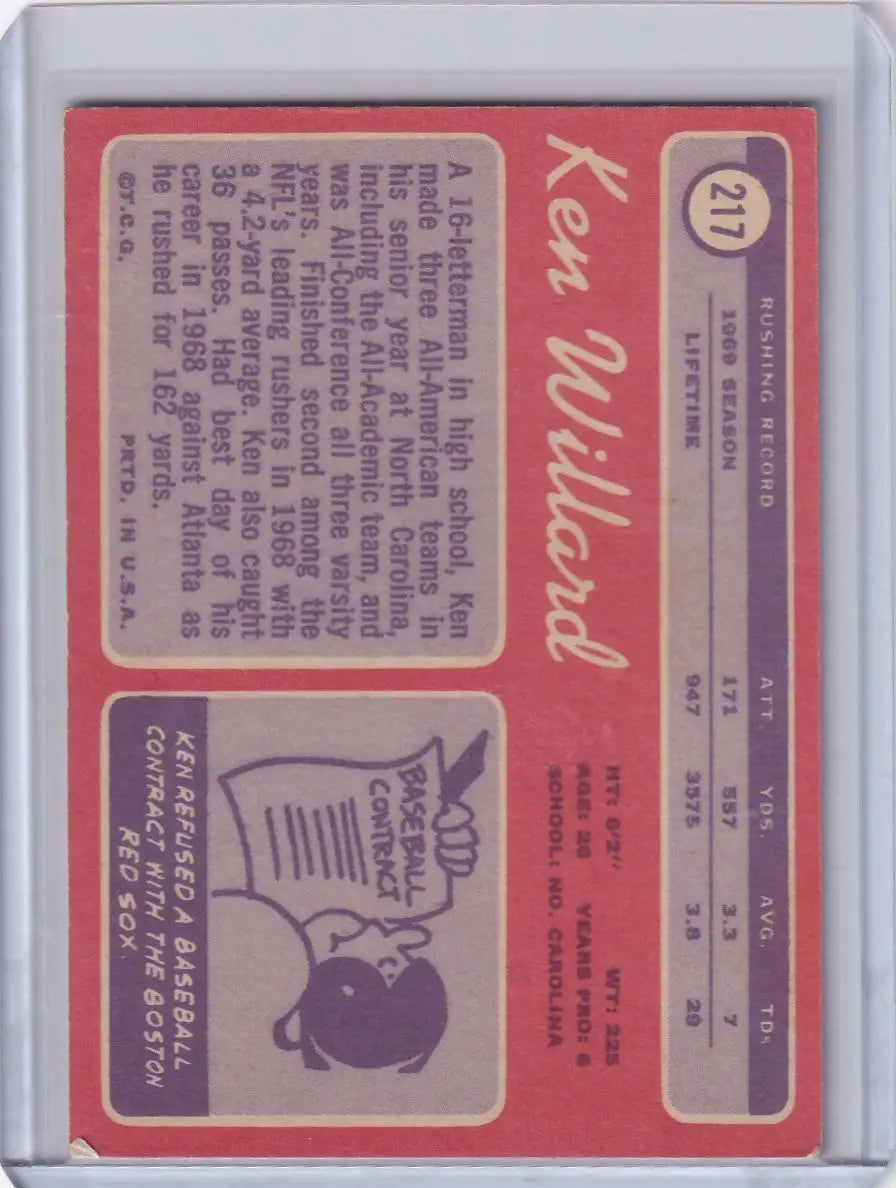 217
RUSHING RECORD ATT. YDS. AVG. TDs
1969 SEASON 171 557 3.3 7
LIFETIME 947 3575 3.8 29
Ken Willard
HT: 6'2" WT: 225
AGE: 26 YEARS PRO: 6
SCHOOL: NO. CAROLINA
A 16-letterman in high school, Ken
made three All-American teams in
his senior year at North Carolina,
including the All-Academic team, and
was All-Conference all three varsity
years. Finished second among the
NFL's leading rushers in 1968 with
a 4.2-yard average. Ken also caught
36 passes. Had best day of his
career in 1968 against Atlanta as
he rushed for 162 yards.
©T.C.G. PRTD. IN U.S.A.
BASEBALL
CONTRACT
KEN REFUSED A BASEBALL
CONTRACT WITH THE BOSTON
RED SOX.